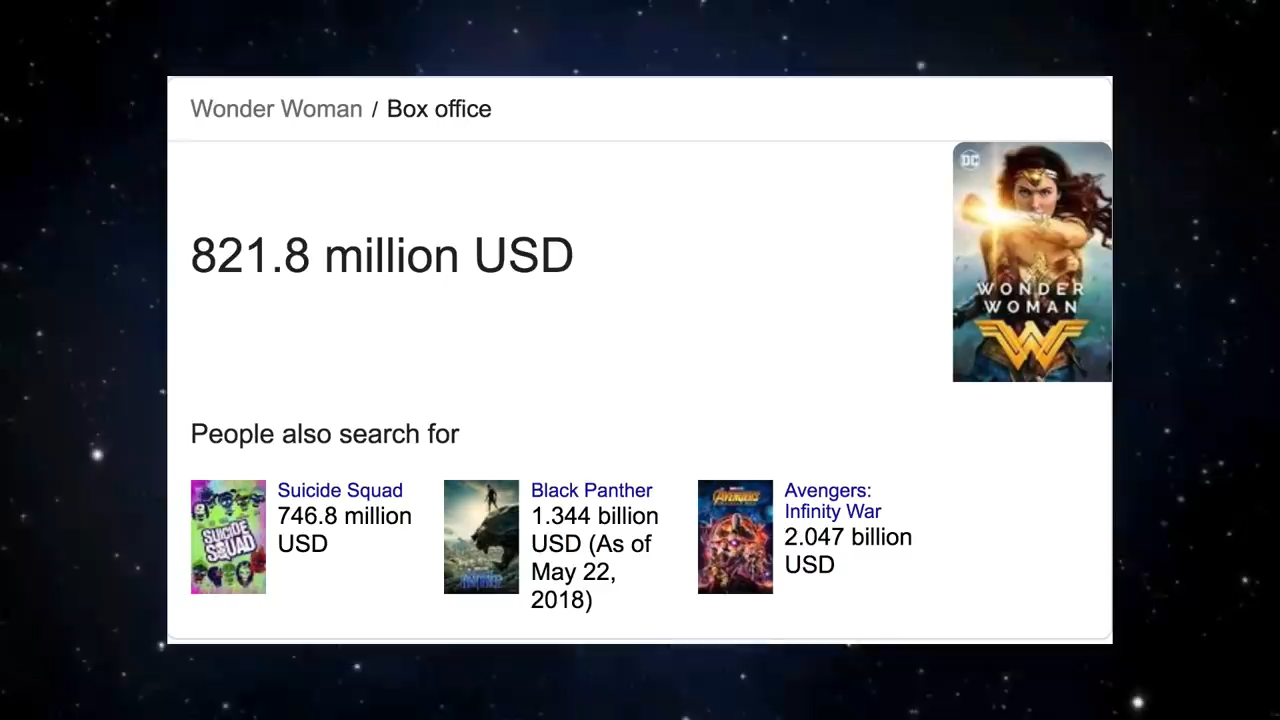 Wonder Woman / Box office
DC
821.8 million USD
WONDER
WOMAN
People also search for
Suicide Squad
746.8 million
USD
SUICIDE
SQUAD
Black Panther
1.344 billion
USD (As of
May 22,
2018)
AVENGERS
Avengers:
Infinity War
2.047 billion
USD